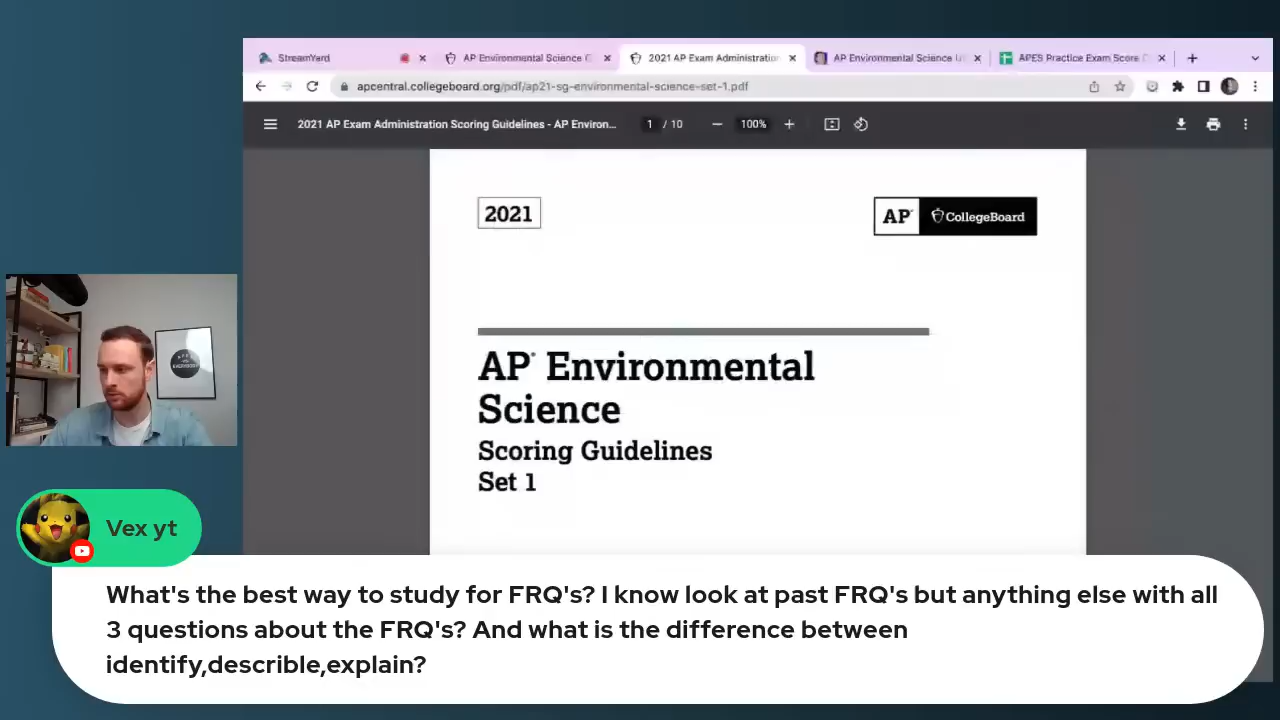 StreamYard
AP Environmental Science
2021 AP Exam Administration
AP Environmental Science
APES Practice Exam Score
apcentral.collegeboard.org/pdf/ap21-sg-environmental-science-set-1.pdf
2021 AP Exam Administration Scoring Guidelines - AP Environ...
1 / 10
100%
2021
AP CollegeBoard
AP® Environmental
Science
Scoring Guidelines
Set 1
Vex yt
What's the best way to study for FRQ's? I know look at past FRQ's but anything else with all
3 questions about the FRQ's? And what is the difference between
identify,describle,explain?